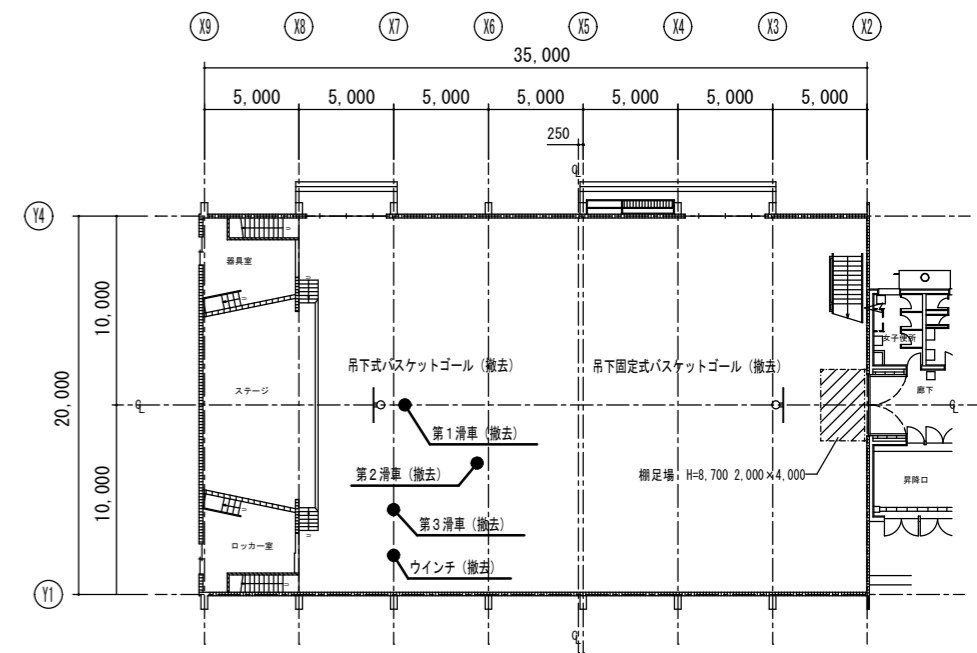 X9 X8 X7 X6 X5 X4 X3 X2
35,000
5,000 5,000 5,000 5,000 5,000 5,000 5,000
250
℄
Y4
器具室
10,000
女子便所
吊下式バスケットゴール（撤去） 吊下固定式バスケットゴール（撤去）
20,000
℄ ステージ 廊下 ℄
第1滑車（撤去）
第2滑車（撤去） 棚足場 H=8,700 2,000×4,000 昇降口
10,000
第3滑車（撤去）
ロッカー室
ウインチ（撤去）
Y1
℄